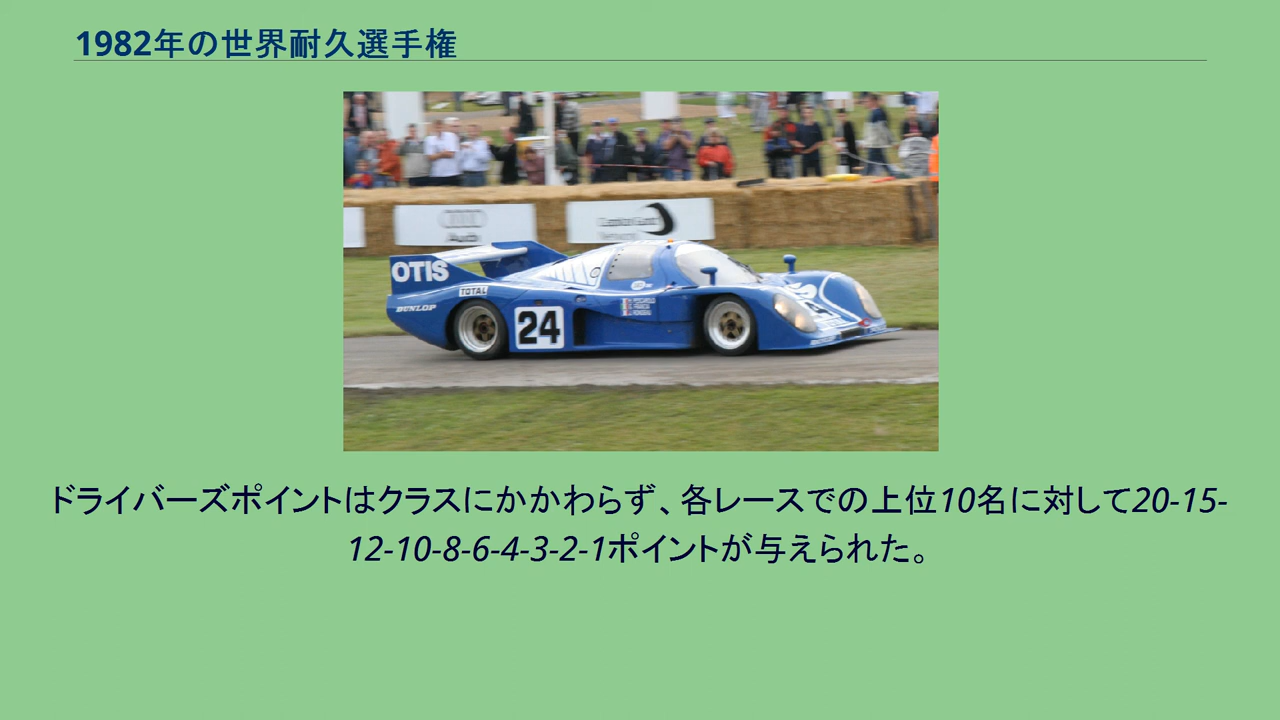 1982年の世界耐久選手権
Audi
OTIS
TOTAL
DUNLOP
24
ドライバーズポイントはクラスにかかわらず、各レースでの上位10名に対して20-15-
12-10-8-6-4-3-2-1ポイントが与えられた。